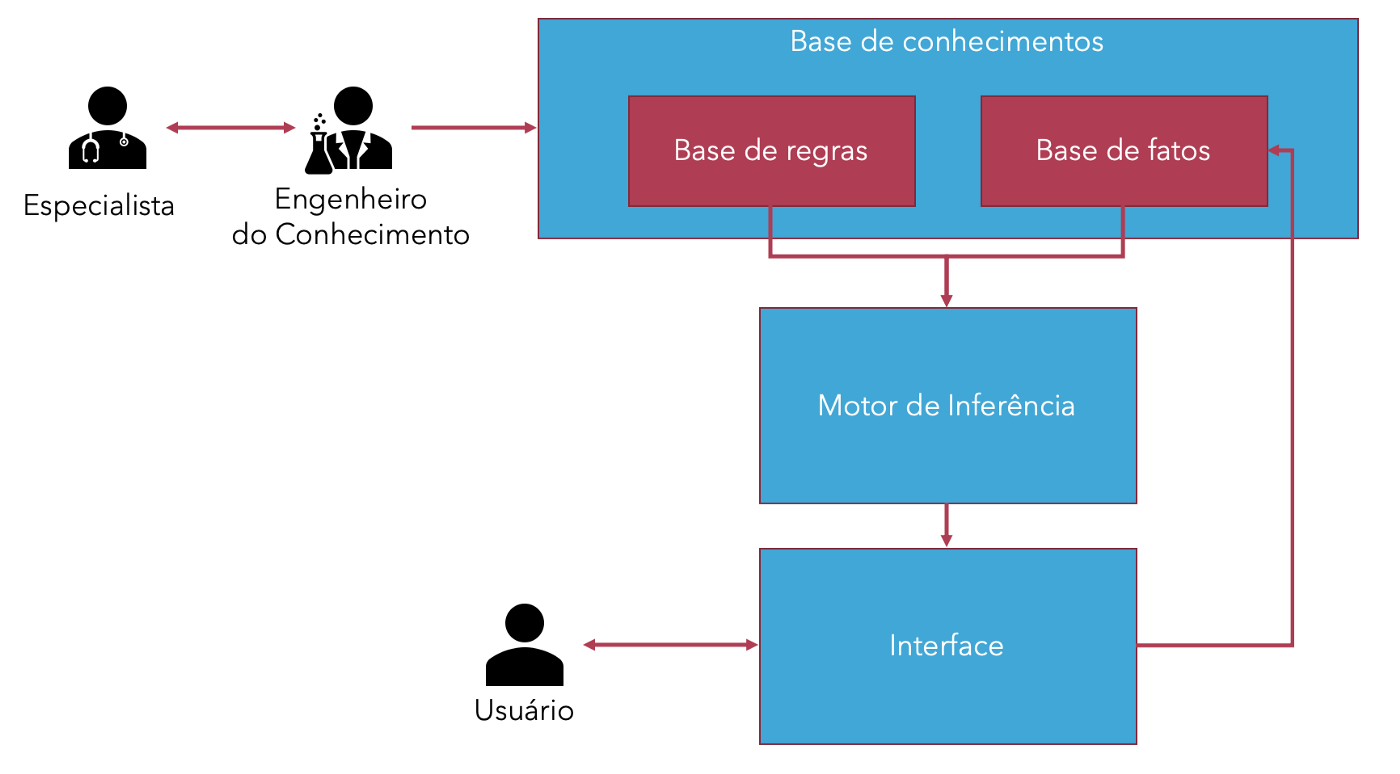 Base de conhecimentos
Base de regras
Base de fatos
Especialista
Engenheiro
do Conhecimento
Motor de Inferência
Interface
Usuário